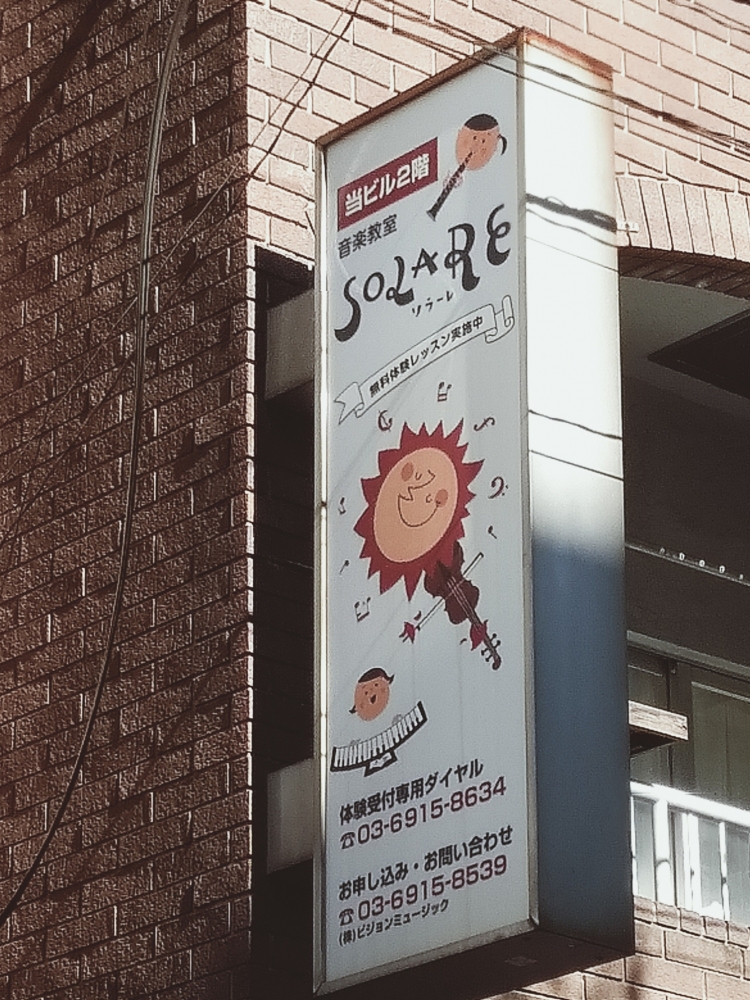 当ビル2階
音楽教室
SOLARE
ソラーレ
無料体験レッスン実施中
体験受付専用ダイヤル
☎03-6915-8634
お申し込み・お問い合わせ
☎03-6915-8539
(株)ビジョンミュージック